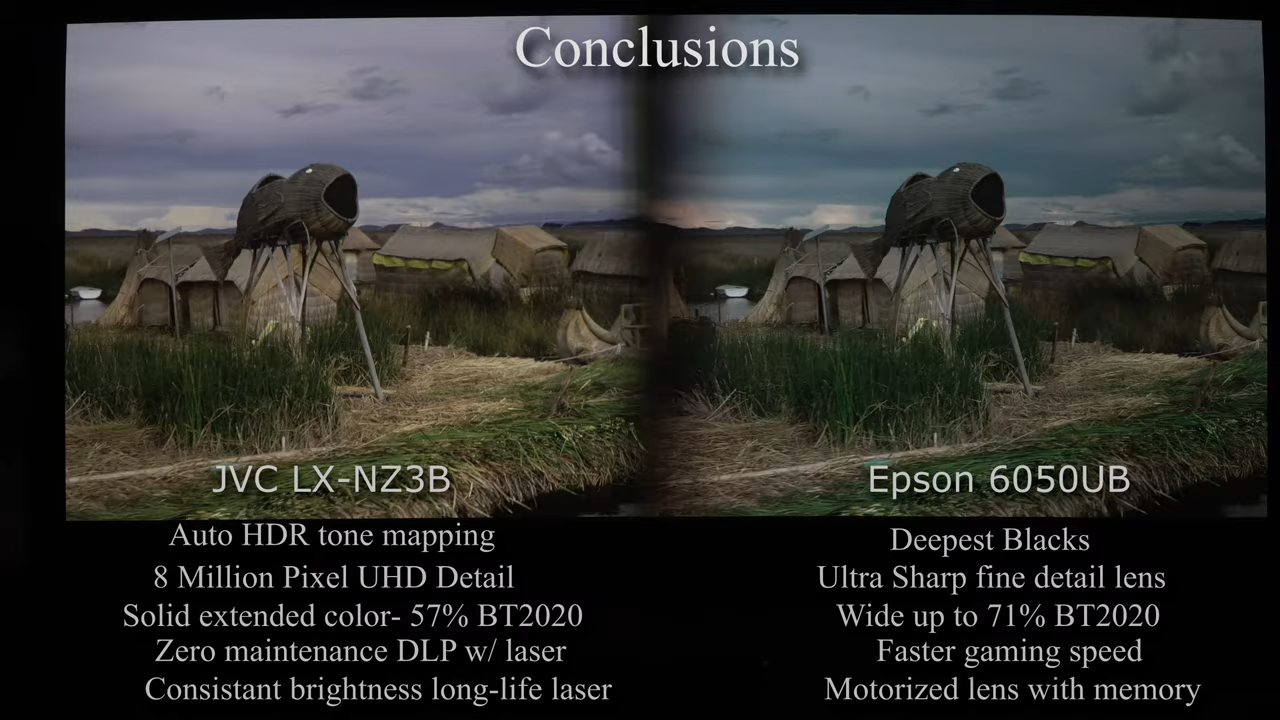 Conclusions
JVC LX-NZ3B
Auto HDR tone mapping
8 Million Pixel UHD Detail
Solid extended color- 57% BT2020
Zero maintenance DLP w/ laser
Consistant brightness long-life laser
Epson 6050UB
Deepest Blacks
Ultra Sharp fine detail lens
Wide up to 71% BT2020
Faster gaming speed
Motorized lens with memory